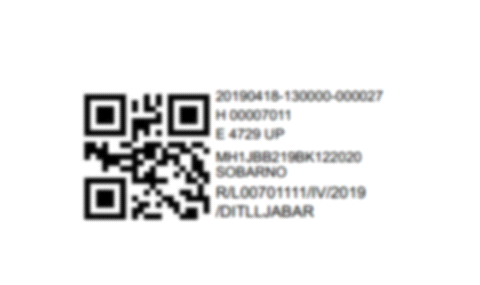 20190418-130000-000027
H 00007011
E 4729 UP
MH1JBB219BK122020
SOBARNO
R/L00701111/IV/2019
/DITLLJABAR